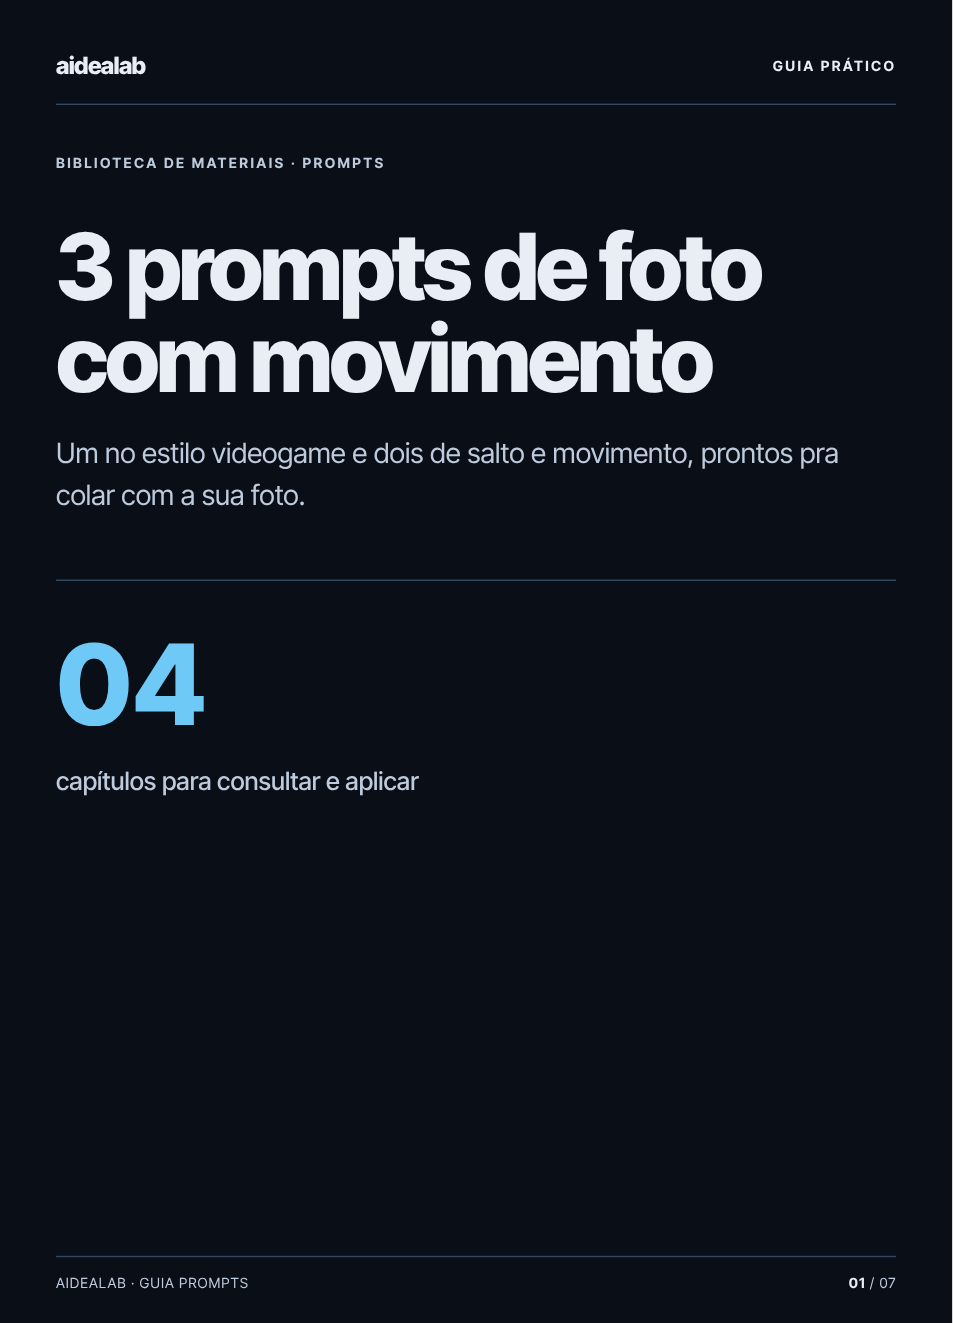 aidealab
GUIA PRÁTICO
BIBLIOTECA DE MATERIAIS · PROMPTS
3 prompts de foto
com movimento
Um no estilo videogame e dois de salto e movimento, prontos pra
colar com a sua foto.
04
capítulos para consultar e aplicar
AIDEALAB · GUIA PROMPTS
01 / 07